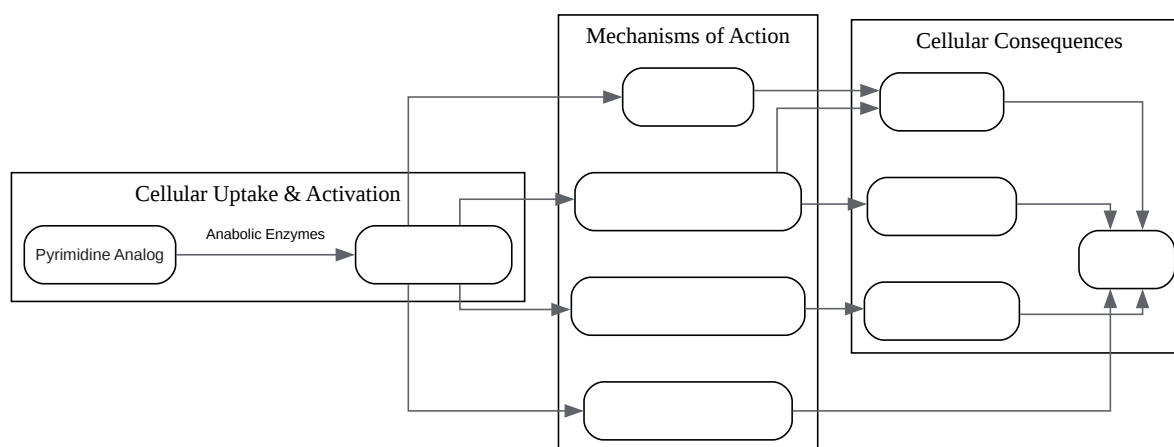 Mechanisms of Action
Cellular Consequences
Cellular Uptake & Activation
Anabolic Enzymes
Pyrimidine Analog